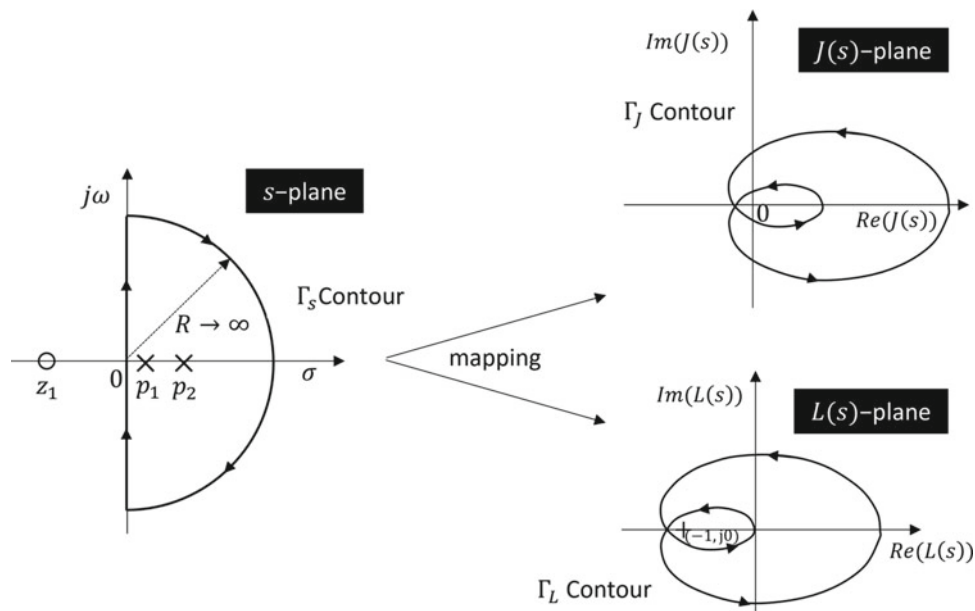 Im(J(s))
J(s)−plane
Γ_J Contour
0
Re(J(s))
jω
s−plane
Γ_s Contour
R → ∞
0
z_1
p_1
p_2
σ
mapping
Im(L(s))
L(s)−plane
(−1, j0)
Re(L(s))
Γ_L Contour